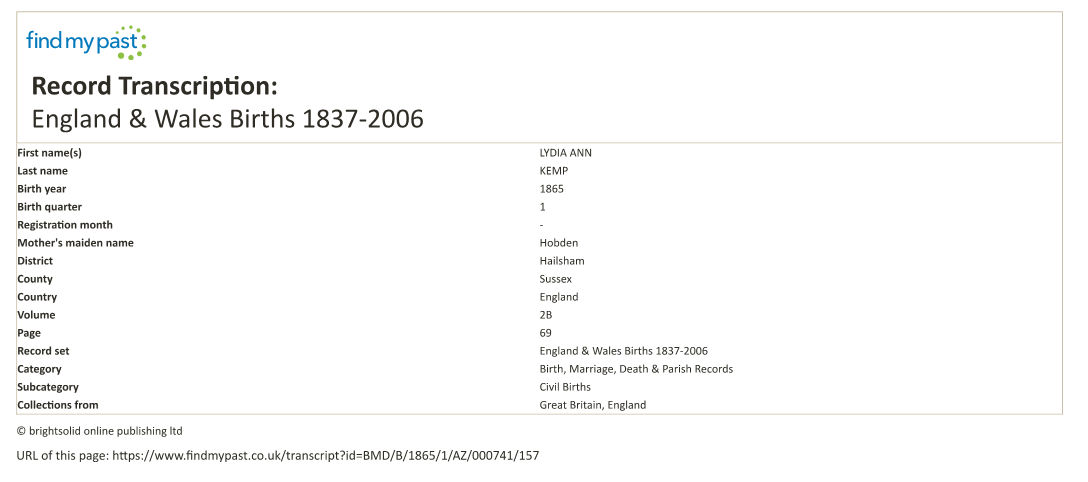 findmypast
Record Transcription:
England & Wales Births 1837-2006
First name(s) LYDIA ANN
Last name KEMP
Birth year 1865
Birth quarter 1
Registration month -
Mother's maiden name Hobden
District Hailsham
County Sussex
Country England
Volume 2B
Page 69
Record set England & Wales Births 1837-2006
Category Birth, Marriage, Death & Parish Records
Subcategory Civil Births
Collections from Great Britain, England
© brightsolid online publishing ltd
URL of this page: https://www.findmypast.co.uk/transcript?id=BMD/B/1865/1/AZ/000741/157